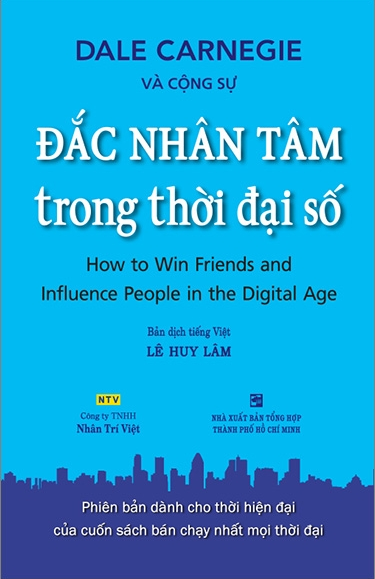 DALE CARNEGIE
VÀ CỘNG SỰ
ĐẮC NHÂN TÂM
trong thời đại số
How to Win Friends and
Influence People in the Digital Age
Bản dịch tiếng Việt
LÊ HUY LÂM
NTV
Công ty TNHH
Nhân Trí Việt
NHÀ XUẤT BẢN TỔNG HỢP
THÀNH PHỐ HỒ CHÍ MINH
Phiên bản dành cho thời hiện đại
của cuốn sách bán chạy nhất mọi thời đại